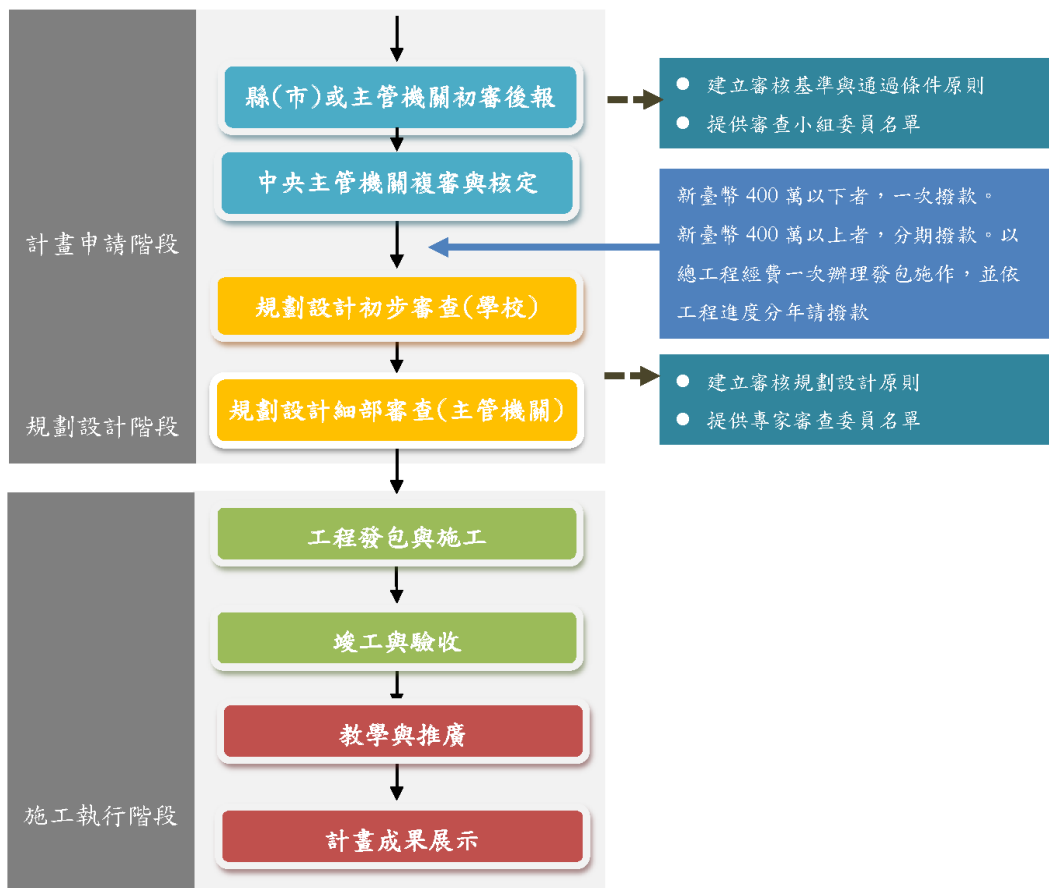 縣(市)或主管機關初審後報
● 建立審核基準與通過條件原則
● 提供審查小組委員名單
中央主管機關複審與核定
新臺幣 400 萬以下者，一次撥款。
新臺幣 400 萬以上者，分期撥款。以
總工程經費一次辦理發包施作，並依
工程進度分年請撥款
計畫申請階段
規劃設計初步審查(學校)
規劃設計細部審查(主管機關)
● 建立審核規劃設計原則
● 提供專家審查委員名單
規劃設計階段
工程發包與施工
竣工與驗收
教學與推廣
施工執行階段
計畫成果展示